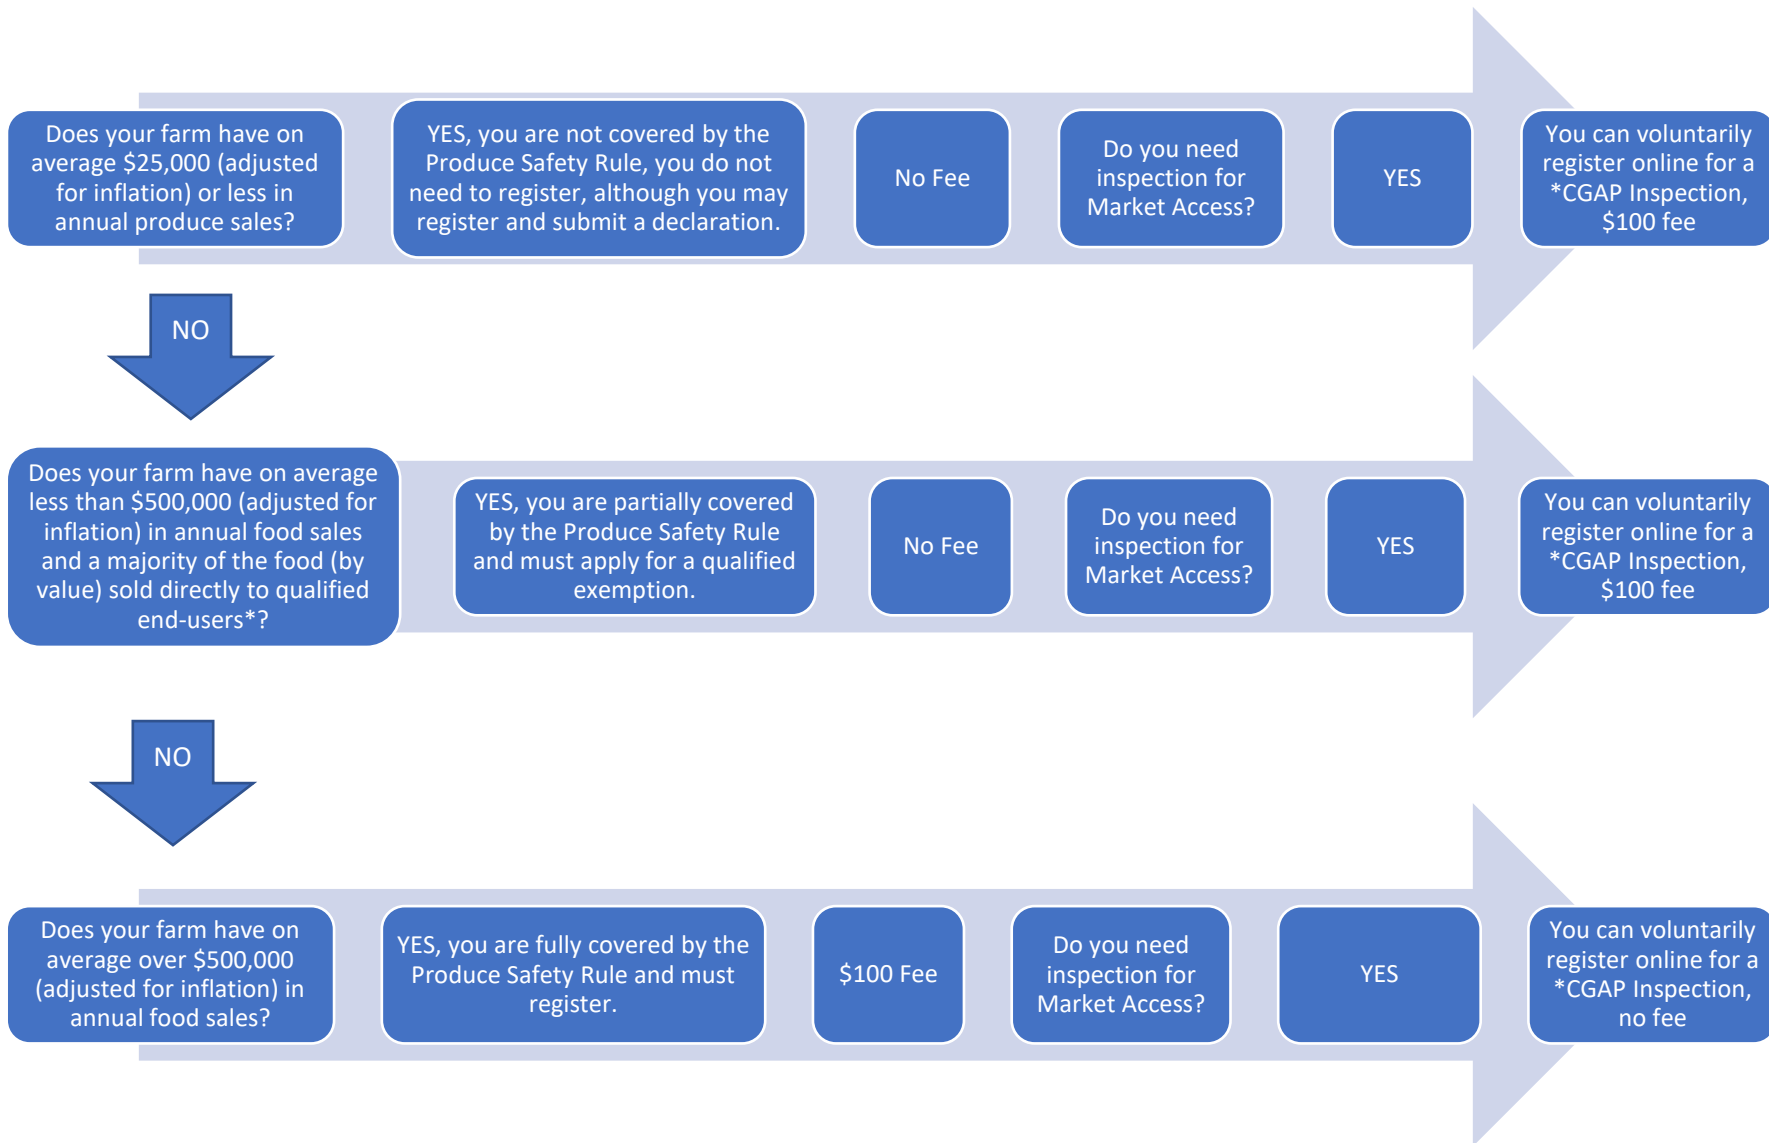 Does your farm have on
average $25,000 (adjusted
for inflation) or less in
annual produce sales?
YES, you are not covered by the
Produce Safety Rule, you do not
need to register, although you may
register and submit a declaration.
No Fee
Do you need
inspection for
Market Access?
YES
You can voluntarily
register online for a
*CGAP Inspection,
$100 fee
NO
Does your farm have on average
less than $500,000 (adjusted for
inflation) in annual food sales
and a majority of the food (by
value) sold directly to qualified
end-users*?
YES, you are partially covered
by the Produce Safety Rule
and must apply for a qualified
exemption.
No Fee
Do you need
inspection for
Market Access?
YES
You can voluntarily
register online for a
*CGAP Inspection,
$100 fee
NO
Does your farm have on
average over $500,000
(adjusted for inflation) in
annual food sales?
YES, you are fully covered by the
Produce Safety Rule and must
register.
$100 Fee
Do you need
inspection for
Market Access?
YES
You can voluntarily
register online for a
*CGAP Inspection,
no fee